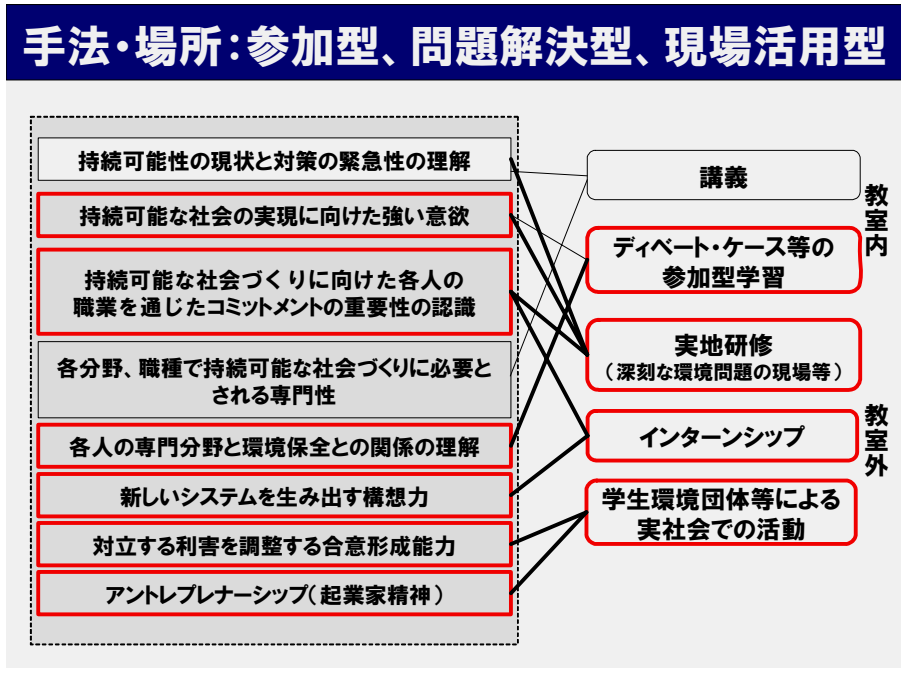 手法・場所：参加型、問題解決型、現場活用型
持続可能性の現状と対策の緊急性の理解
持続可能な社会の実現に向けた強い意欲
持続可能な社会づくりに向けた各人の
職業を通じたコミットメントの重要性の認識
各分野、職種で持続可能な社会づくりに必要と
される専門性
各人の専門分野と環境保全との関係の理解
新しいシステムを生み出す構想力
対立する利害を調整する合意形成能力
アントレプレナーシップ（起業家精神）
講義
ディベート・ケース等の
参加型学習
実地研修
（深刻な環境問題の現場等）
インターンシップ
学生環境団体等による
実社会での活動
教室内
教室外